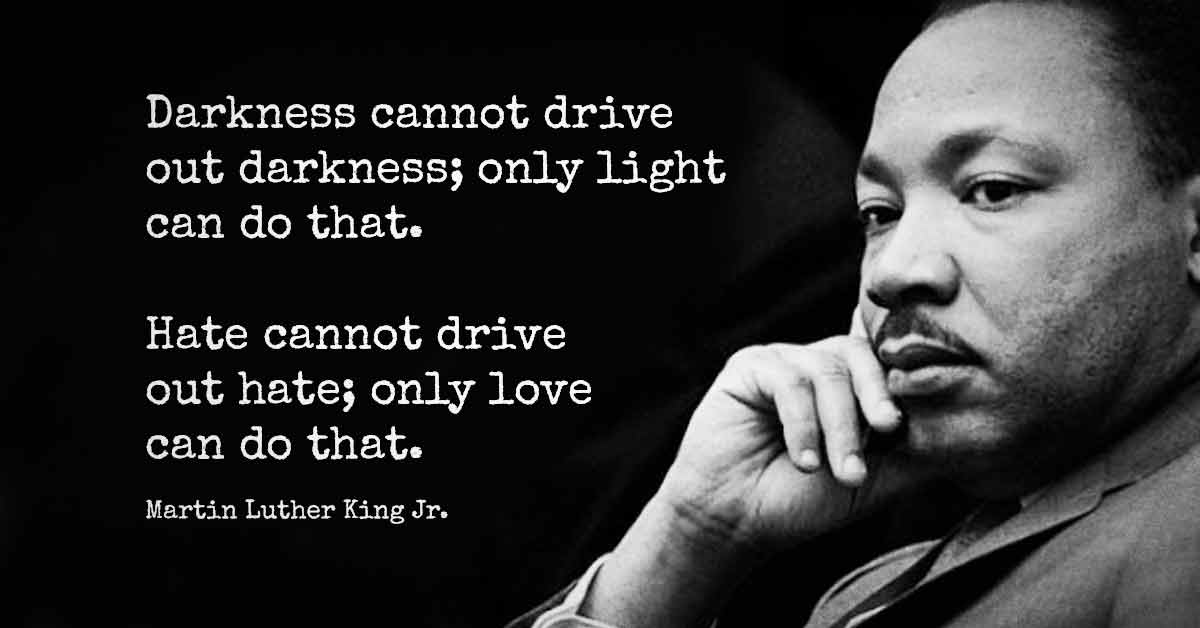 Darkness cannot drive
out darkness; only light
can do that.
Hate cannot drive
out hate; only love
can do that.
Martin Luther King Jr.